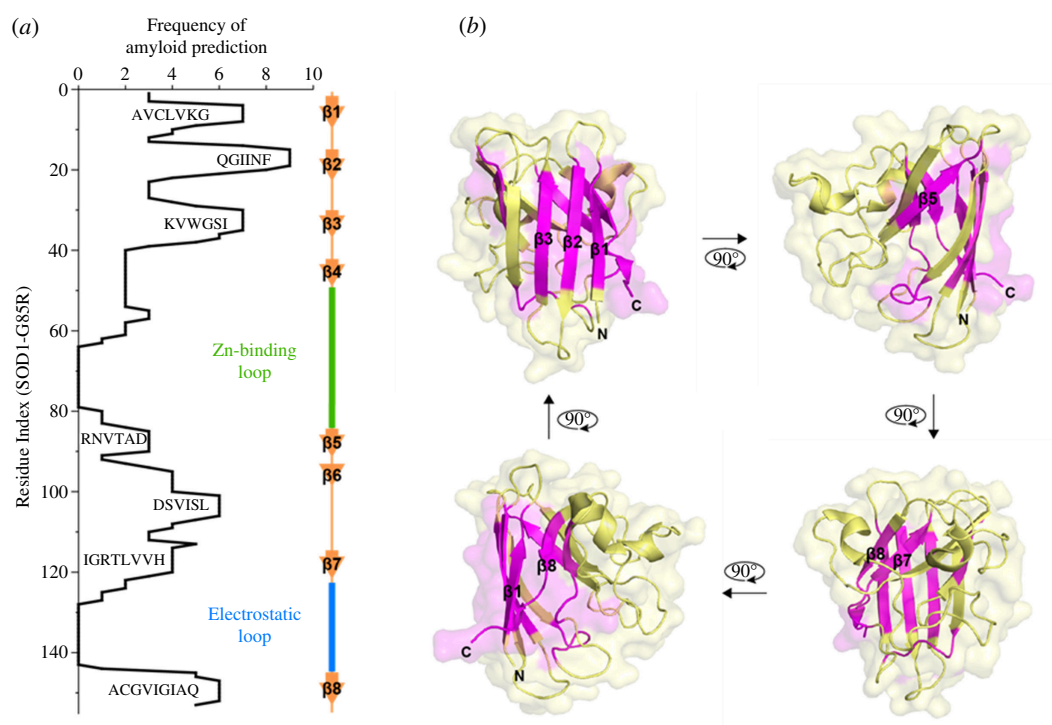 (a)
Frequency of
amyloid prediction
0 2 4 6 8 10
Residue Index (SOD1-G85R)
0
20
40
60
80
100
120
140
AVCLVKG
QGIINF
KVWGSI
RNVTAD
DSVISL
IGRTLVVH
ACGVIGIAQ
Zn-binding
loop
Electrostatic
loop
β1
β2
β3
β4
β5
β6
β7
β8
(b)
β3 β2 β1
C
N
90°
β5
C
N
90°
90°
β8
β1
C
N
90°
β8 β7